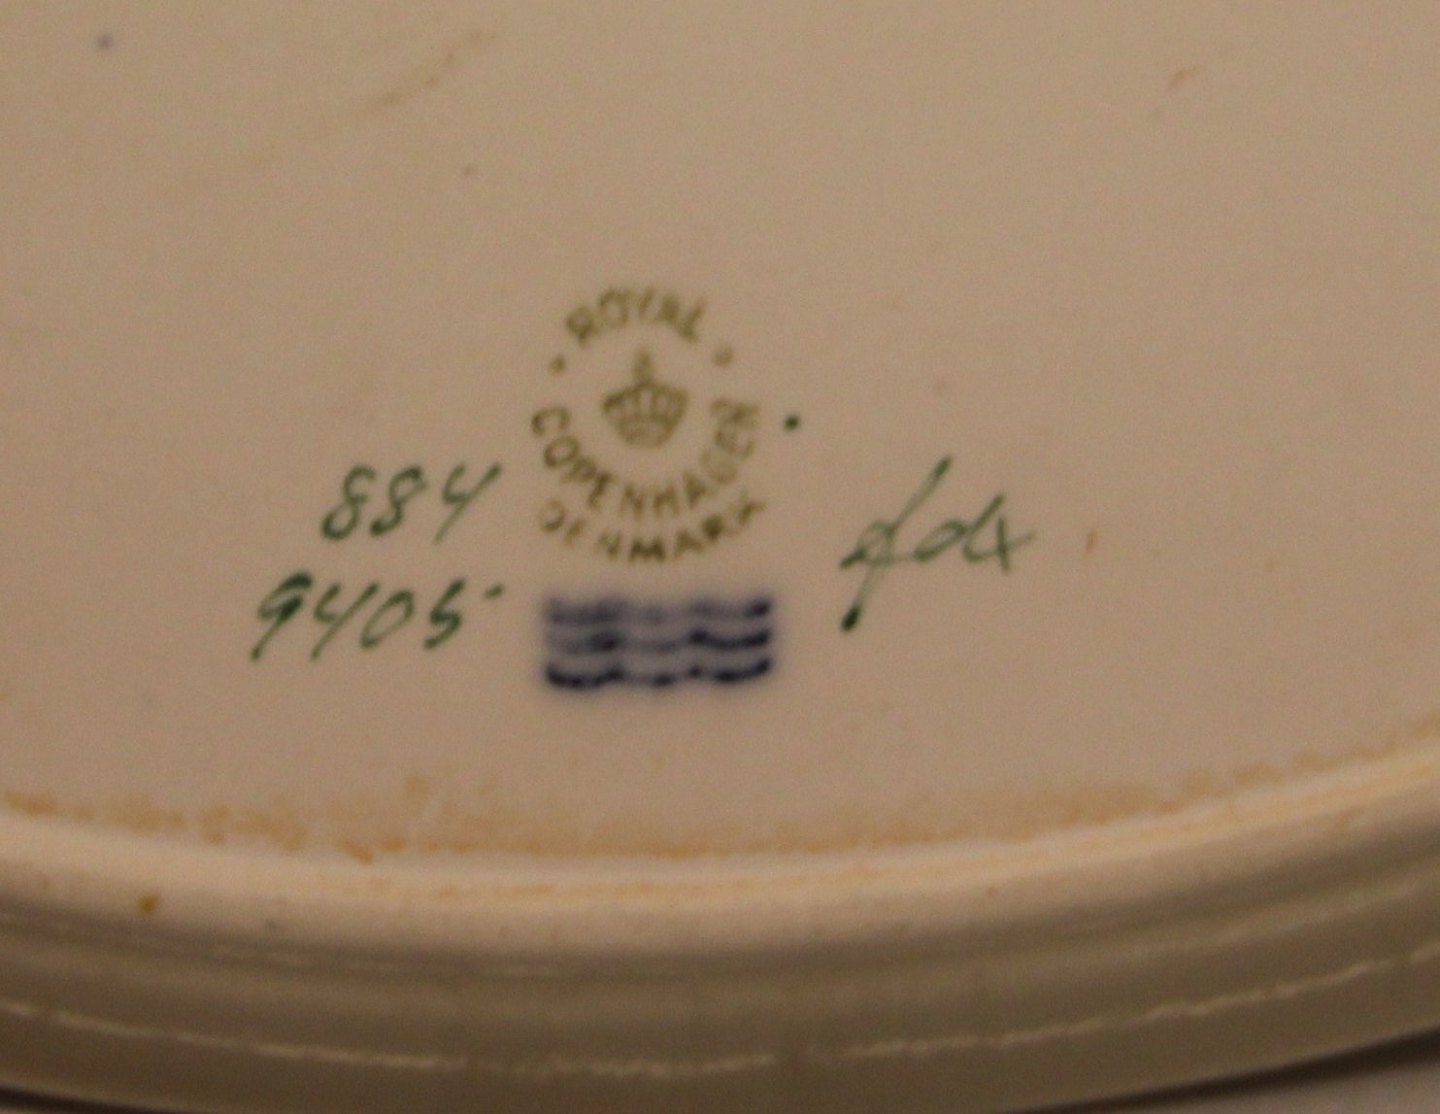 ROYAL
COPENHAGEN
DENMARK
884
9405